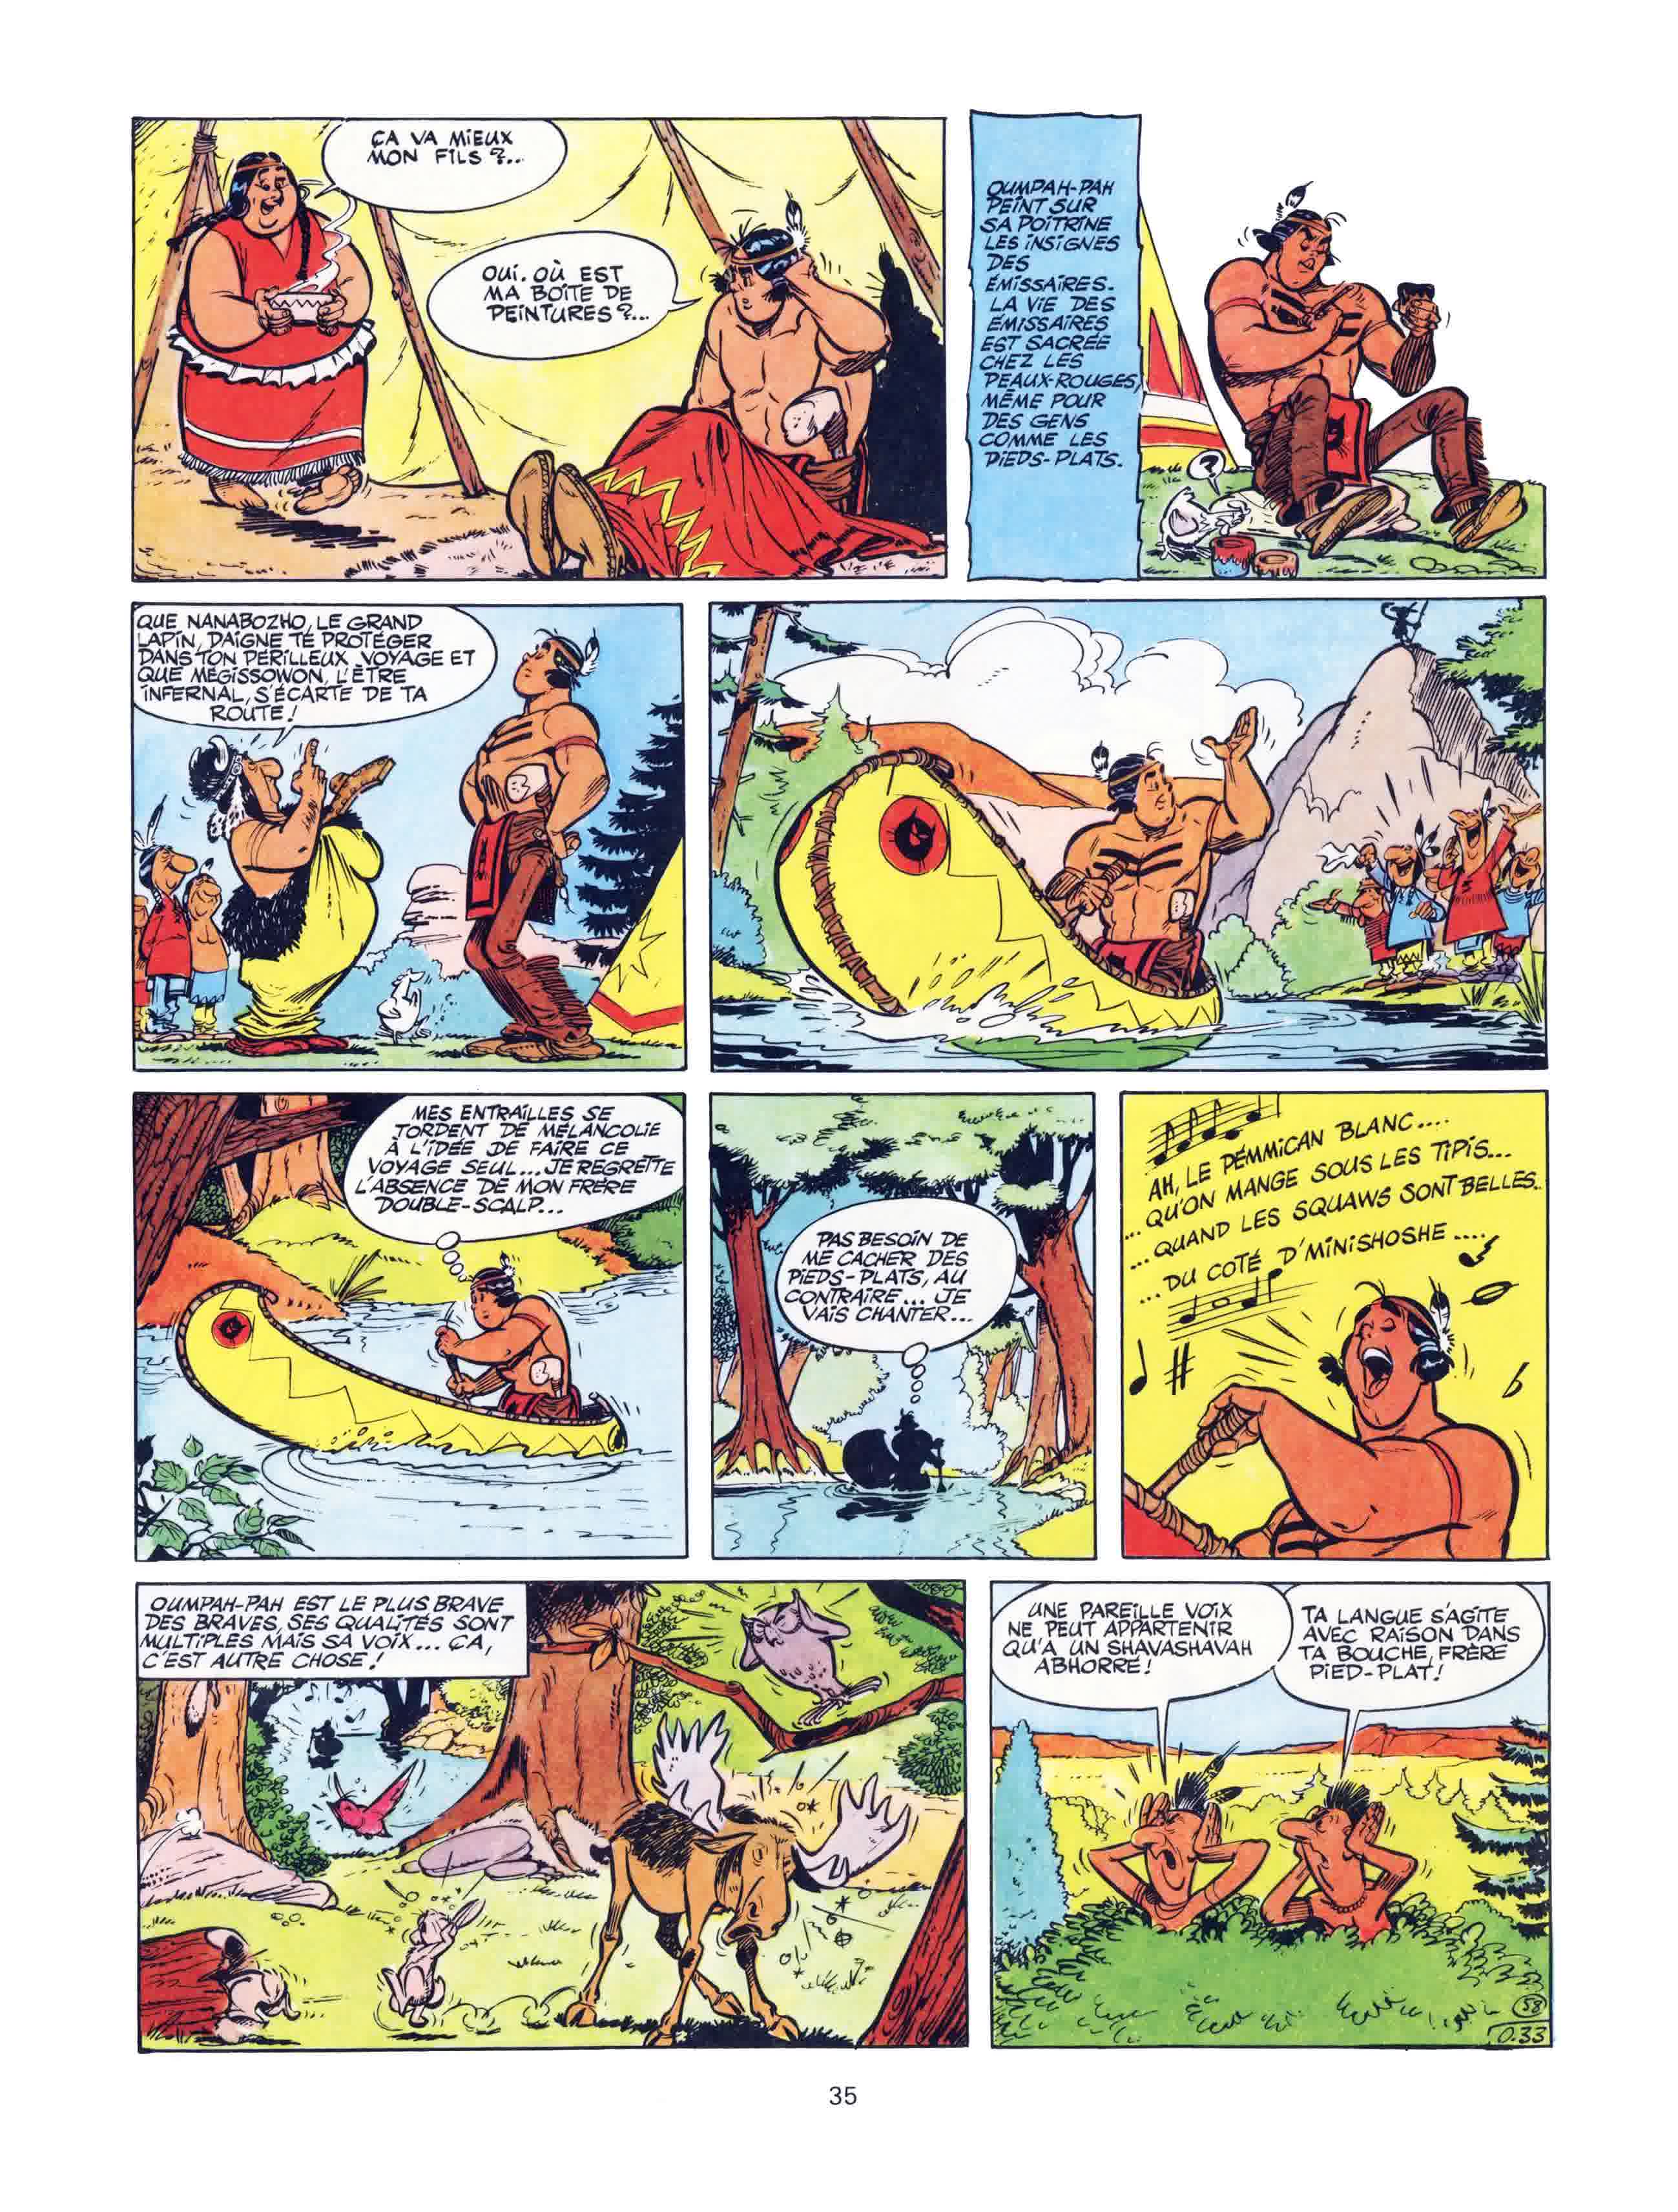 ÇA VA MIEUX
MON FILS ?...
OUI. OÙ EST
MA BOÎTE DE
PEINTURES ?...
OUMPAH-PAH
PEINT SUR
SA POITRINE
LES INSIGNES
DES
ÉMISSAIRES.
LA VIE DES
ÉMISSAIRES
EST SACRÉE
CHEZ LES
PEAUX-ROUGES,
MÊME POUR
DES GENS
COMME LES
PIEDS-PLATS.
?
QUE NANABOZHO, LE GRAND
LAPIN, DAIGNE TE PROTÉGER
DANS TON PÉRILLEUX VOYAGE ET
QUE MÉGISSOWON, L'ÊTRE
INFERNAL, S'ÉCARTE DE TA
ROUTE !
MES ENTRAILLES SE
TORDENT DE MÉLANCOLIE
À L'IDÉE DE FAIRE CE
VOYAGE SEUL... JE REGRETTE
L'ABSENCE DE MON FRÈRE
DOUBLE-SCALP...
PAS BESOIN DE
ME CACHER DES
PIEDS-PLATS, AU
CONTRAIRE... JE
VAIS CHANTER...
AH, LE PEMMICAN BLANC....
... QU'ON MANGE SOUS LES TIPIS...
... QUAND LES SQUAWS SONT BELLES..
... DU COTÉ D'MINISHOSHE ....
OUMPAH-PAH EST LE PLUS BRAVE
DES BRAVES, SES QUALITÉS SONT
MULTIPLES MAIS SA VOIX... ÇA,
C'EST AUTRE CHOSE !
UNE PAREILLE VOIX
NE PEUT APPARTENIR
QU'À UN SHAVASHAVAH
ABHORRÉ !
TA LANGUE S'AGITE
AVEC RAISON DANS
TA BOUCHE, FRÈRE
PIED-PLAT !
58
0.33
35